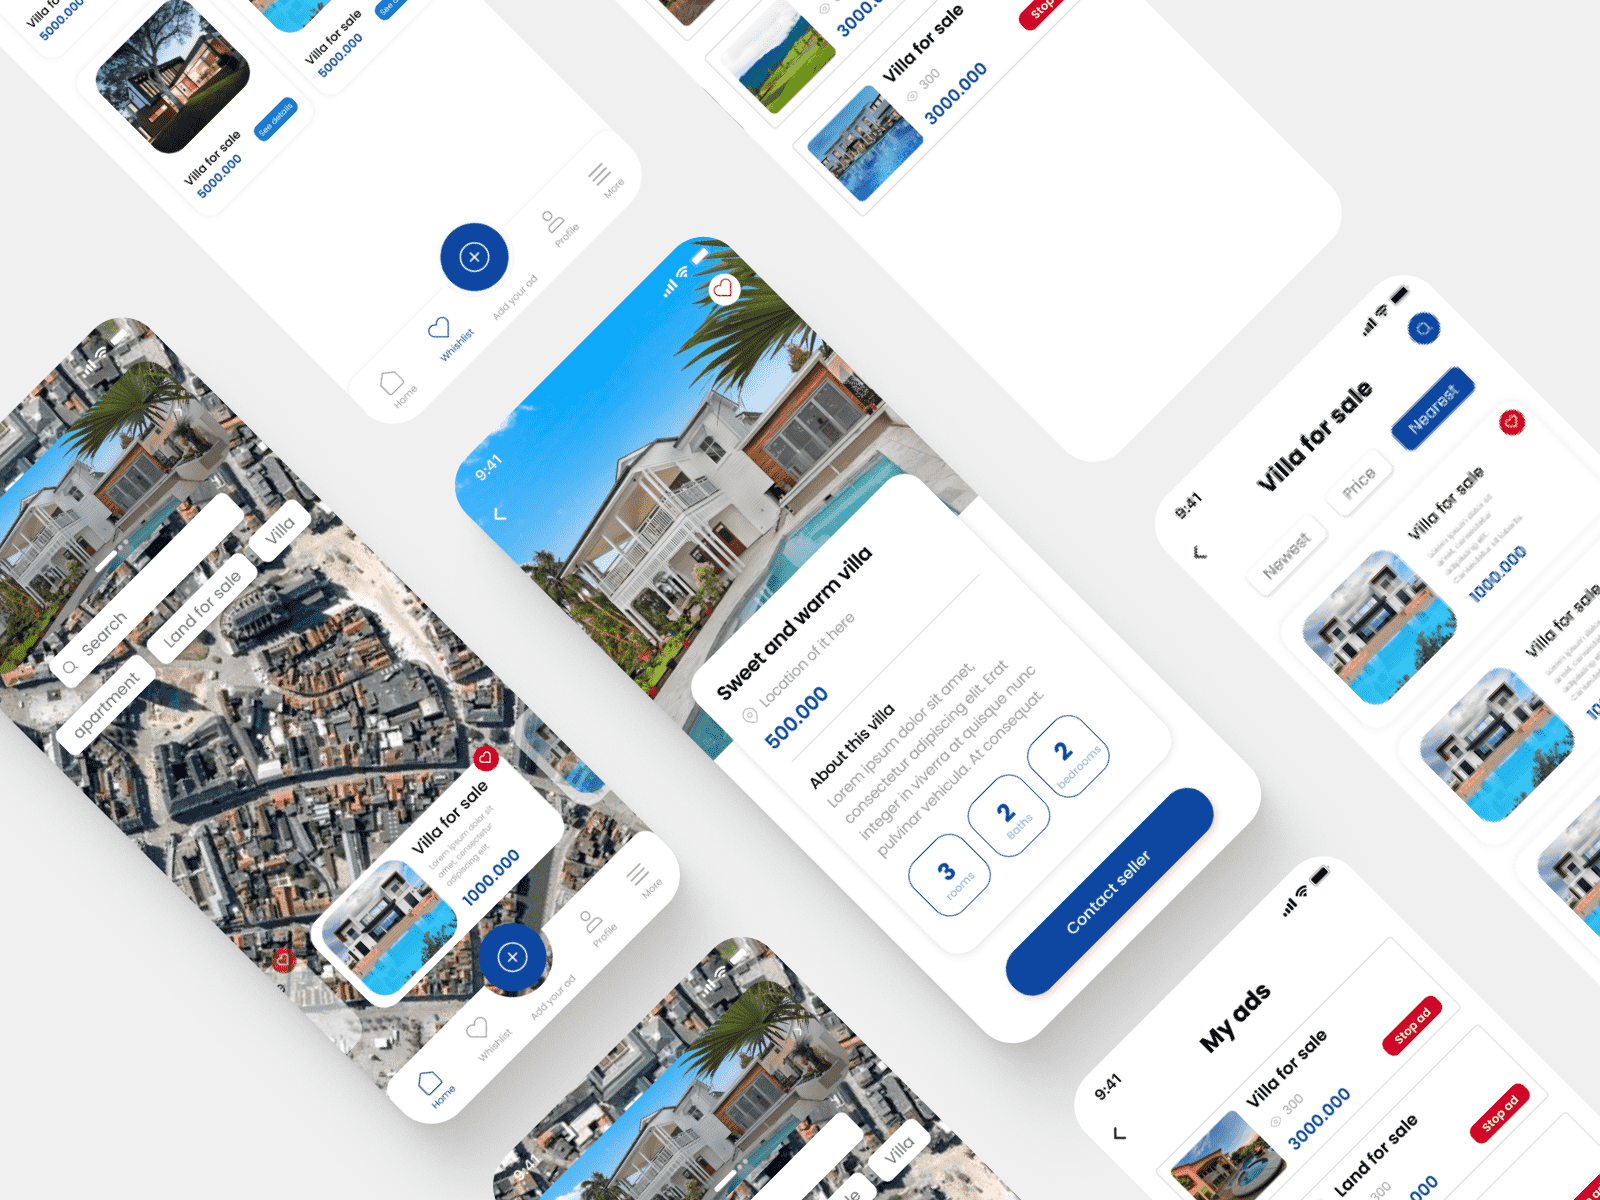 Villa for sale
5000.000
Villa for sale
5000.000
See details
Villa for sale
5000.000
Home
Whishlist
Add your ad
Profile
More
3000.000
Villa for sale
300
3000.000
Search
apartment
Land for sale
Villa
Villa for sale
Lorem ipsum dolor sit
amet, consectetur
adipiscing elit.
1000.000
Home
Whishlist
Add your ad
Profile
More
9:41
Sweet and warm villa
Location of it here
500.000
About this villa
Lorem ipsum dolor sit amet,
consectetur adipiscing elit. Erat
integer in viverra at quisque nunc
pulvinar vehicula. At consequat.
3
rooms
2
Baths
2
bedrooms
Contact seller
9:41
Villa for sale
Newest
Price
Nearest
Villa for sale
1000.000
Villa for sale
9:41
My ads
Villa for sale
300
3000.000
Stop ad
Land for sale
300
Stop ad
9:41
Villa